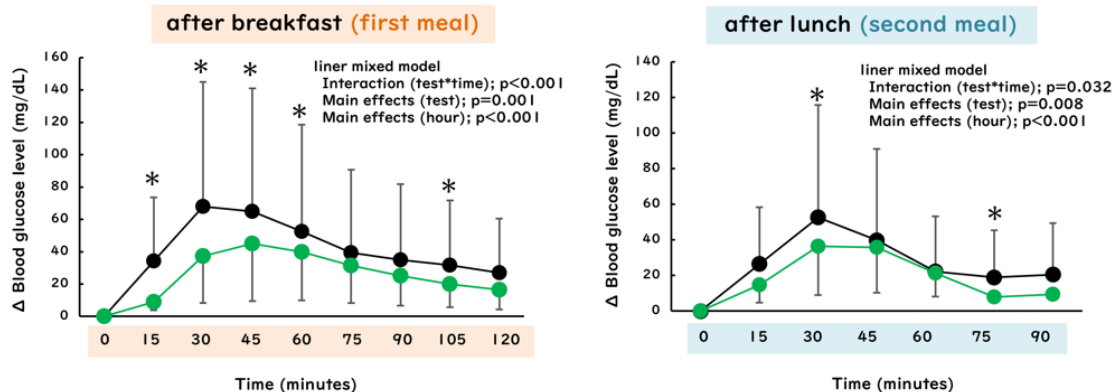 after breakfast (first meal)
160
140
120
100
80
60
40
20
0
Δ Blood glucose level (mg/dL)
*
*
*
*
*
liner mixed model
Interaction (test*time); p<0.001
Main effects (test); p=0.001
Main effects (hour); p<0.001
0 15 30 45 60 75 90 105 120
Time (minutes)
after lunch (second meal)
140
120
100
80
60
40
20
0
Δ Blood glucose level (mg/dL)
*
*
liner mixed model
Interaction (test*time); p=0.032
Main effects (test); p=0.008
Main effects (hour); p<0.001
0 15 30 45 60 75 90
Time (minutes)